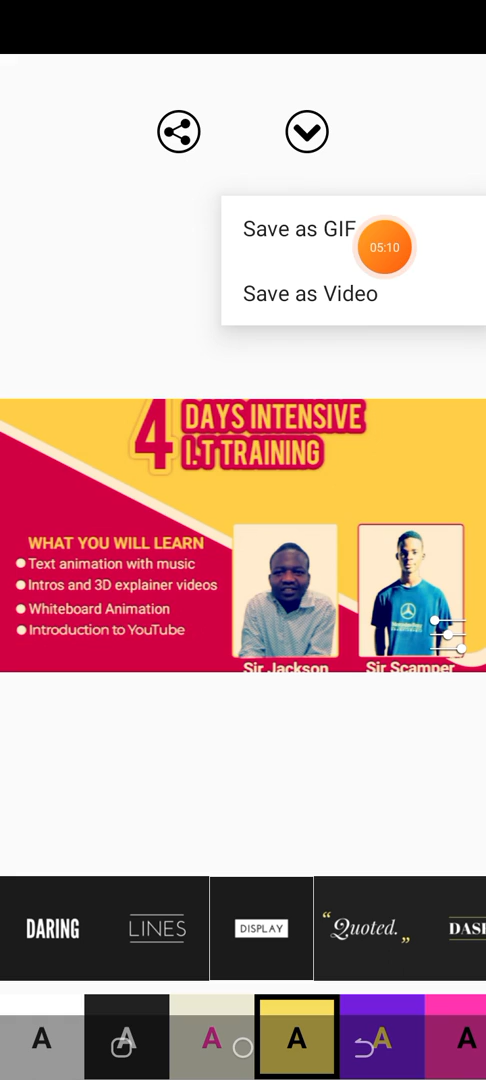 Save as GIF
05:10
Save as Video
4 DAYS INTENSIVE
I.T TRAINING
WHAT YOU WILL LEARN
Text animation with music
Intros and 3D explainer videos
Whiteboard Animation
Introduction to YouTube
Sir Jackson
Sir Scamper
DARING
LINES
DISPLAY
“Quoted.„
A
A
A
A
A
A